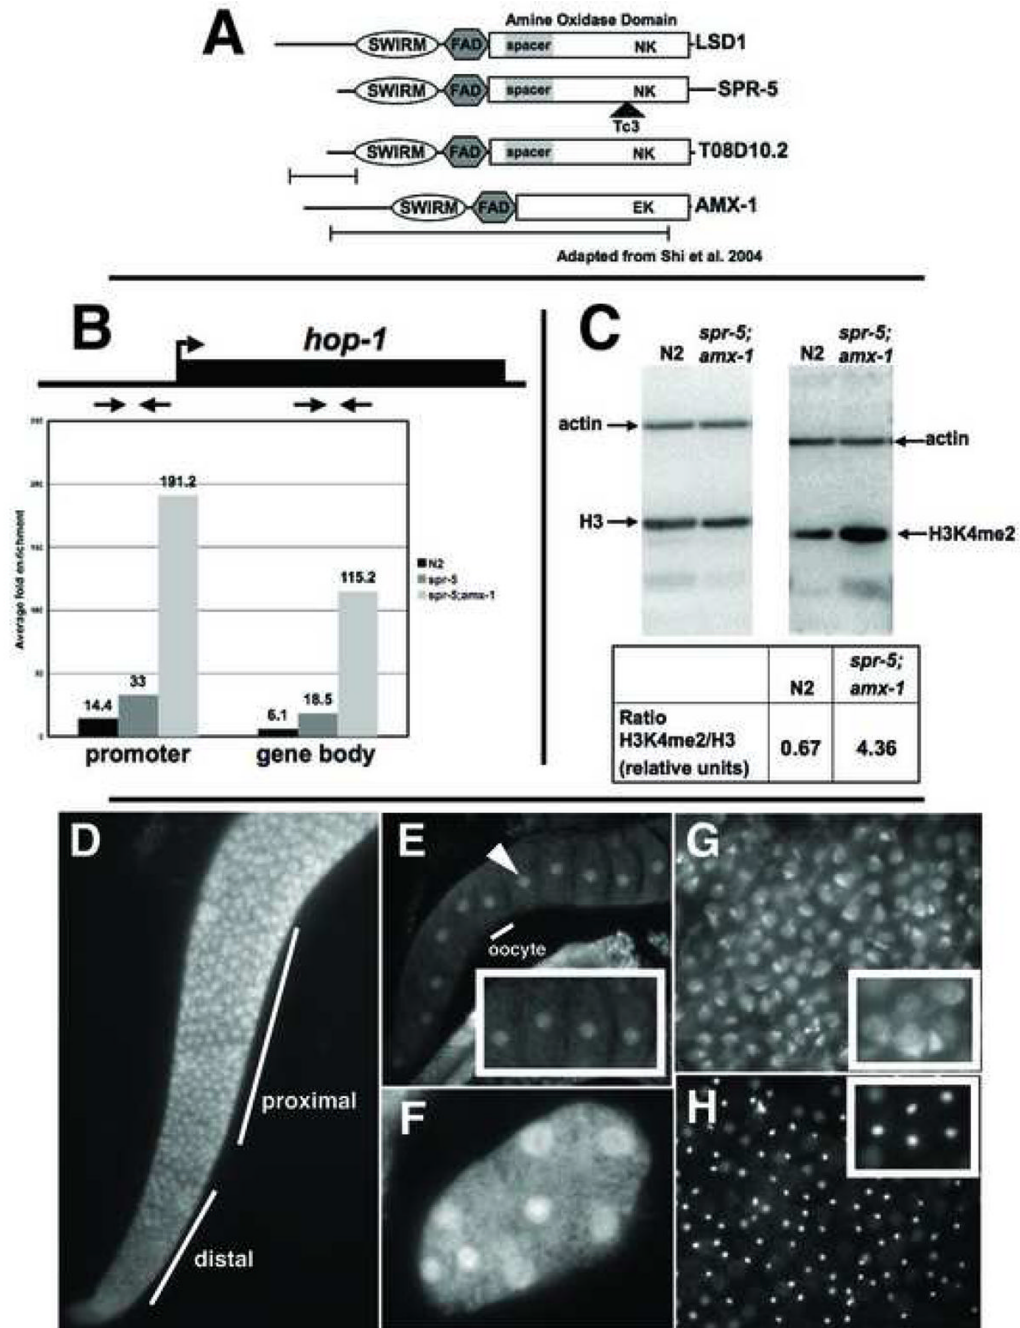 A
Amine Oxidase Domain
SWIRM FAD spacer NK LSD1
SWIRM FAD spacer NK SPR-5
Tc3
SWIRM FAD spacer NK T08D10.2
SWIRM FAD EK AMX-1
Adapted from Shi et al. 2004
B
hop-1
Average fold enrichment
191.2
115.2
33
14.4
18.5
6.1
N2
spr-5
spr-5;amx-1
promoter gene body
C
N2 spr-5; amx-1
N2 spr-5; amx-1
actin
actin
H3
H3K4me2
N2 spr-5; amx-1
Ratio
H3K4me2/H3
(relative units)
0.67 4.36
D
proximal
distal
E
oocyte
F
G
H